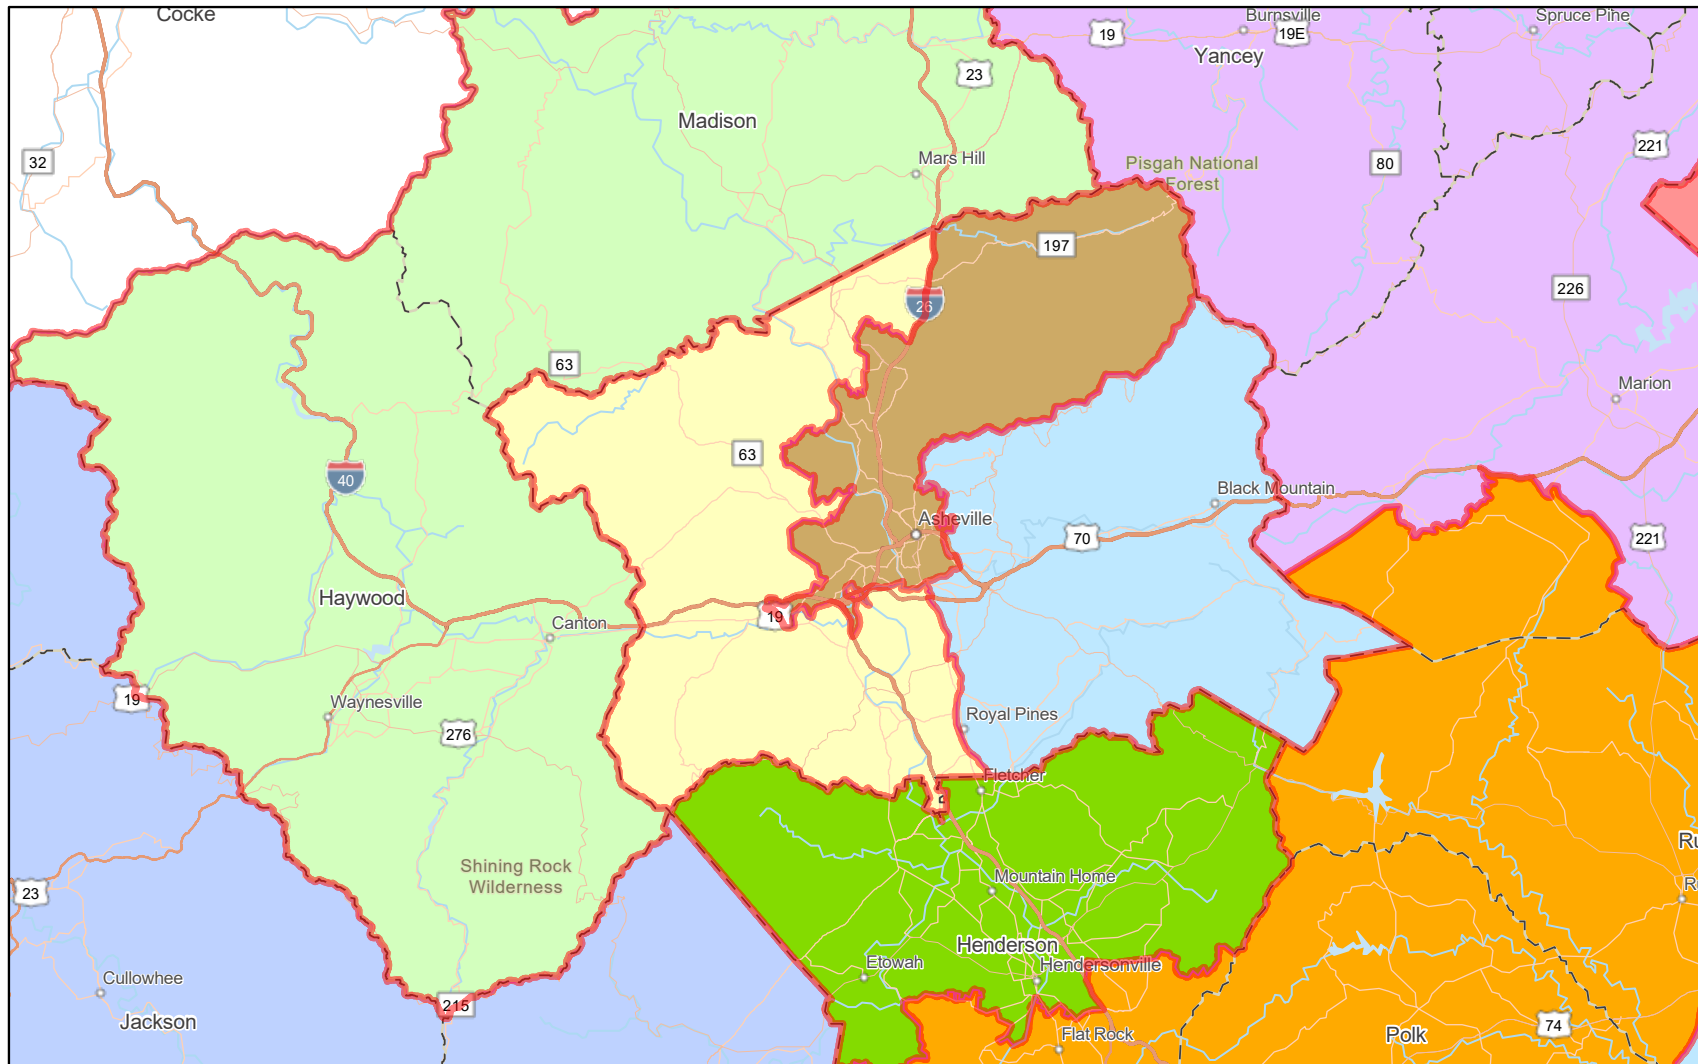 Cocke
Burnsville
Spruce Pine
19
19E
Yancey
23
Madison
221
32
Mars Hill
80
Pisgah National
Forest
197
226
26
63
Marion
63
40
Black Mountain
Asheville
70
221
Haywood
19
Canton
19
Waynesville
Royal Pines
276
Fletcher
Ru
Shining Rock
Wilderness
Mountain Home
23
Henderson
Etowah
Hendersonville
Cullowhee
215
Jackson
Flat Rock
Polk
74